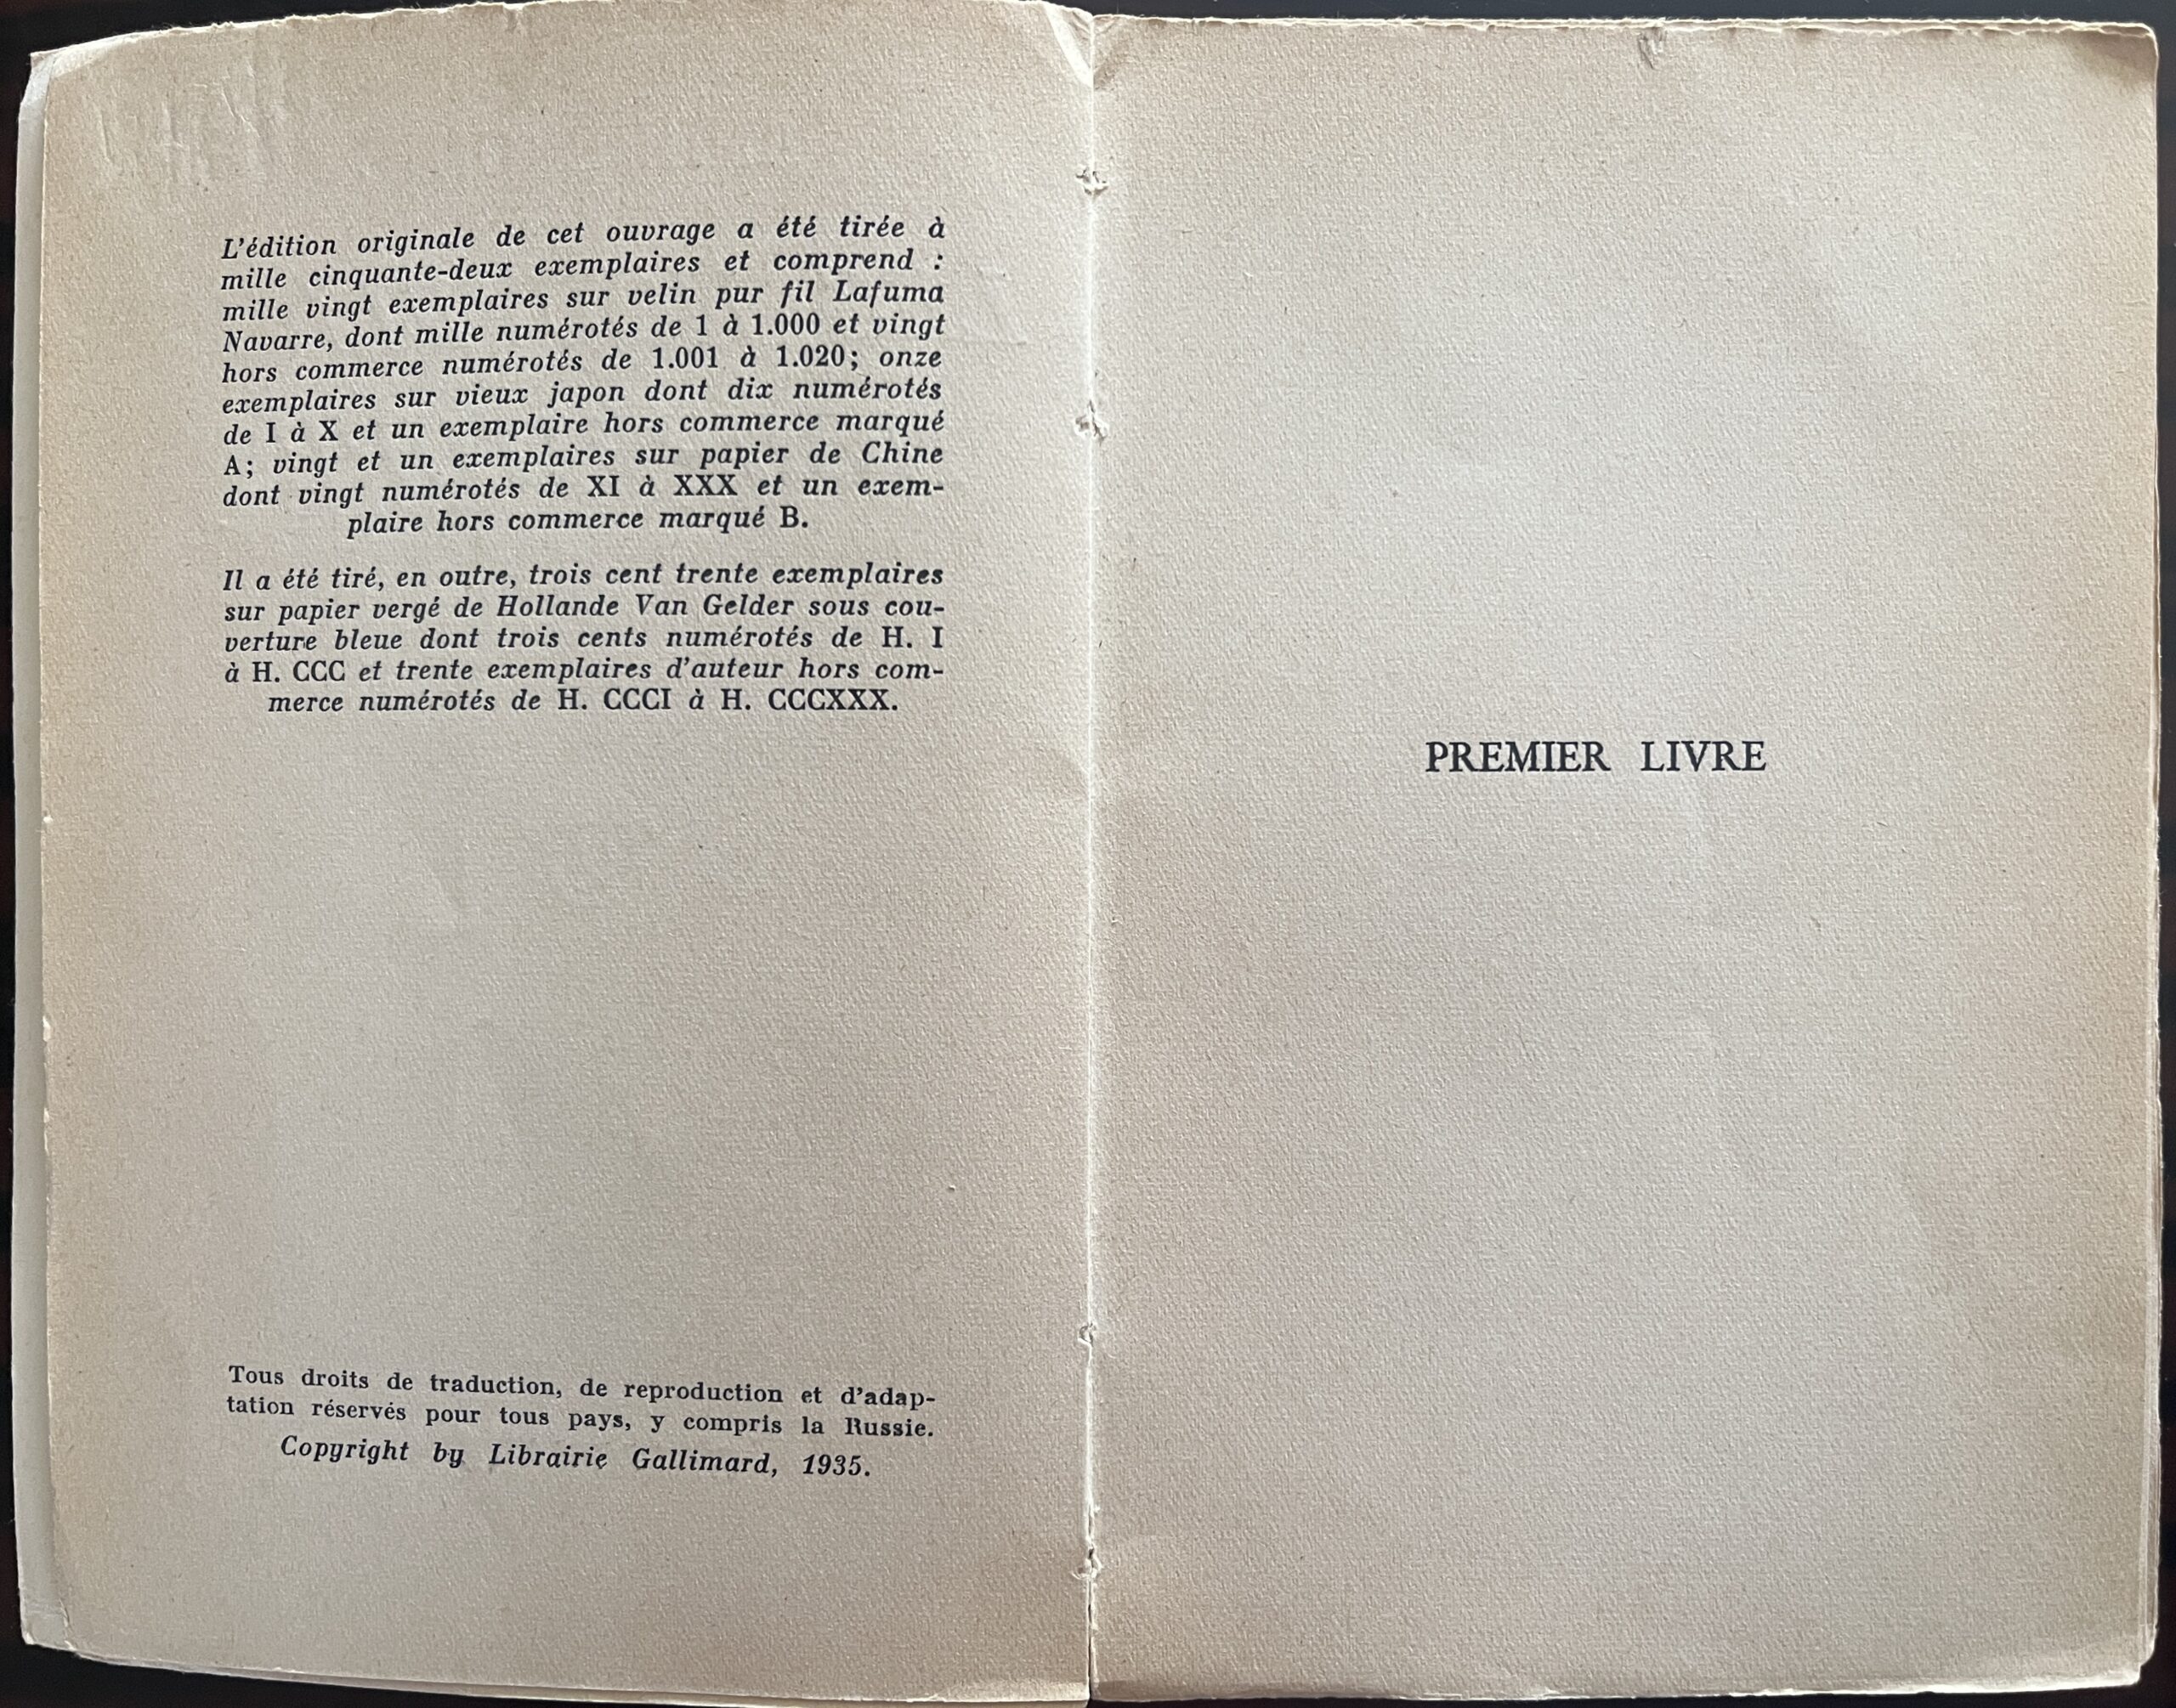 L'édition originale de cet ouvrage a été tirée à
mille cinquante-deux exemplaires et comprend :
mille vingt exemplaires sur velin pur fil Lafuma
Navarre, dont mille numérotés de 1 à 1.000 et vingt
hors commerce numérotés de 1.001 à 1.020; onze
exemplaires sur vieux japon dont dix numérotés
de I à X et un exemplaire hors commerce marqué
A; vingt et un exemplaires sur papier de Chine
dont vingt numérotés de XI à XXX et un exem-
plaire hors commerce marqué B.
Il a été tiré, en outre, trois cent trente exemplaires
sur papier vergé de Hollande Van Gelder sous cou-
verture bleue dont trois cents numérotés de H. I
à H. CCC et trente exemplaires d'auteur hors com-
merce numérotés de H. CCCI à H. CCCXXX.
Tous droits de traduction, de reproduction et d'adap-
tation réservés pour tous pays, y compris la Russie.
Copyright by Librairie Gallimard, 1935.
PREMIER LIVRE